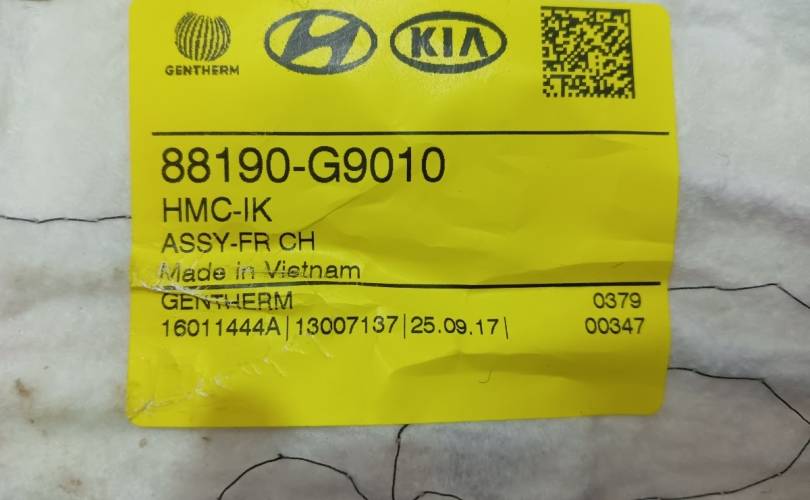 GENTHERM
KIA
88190-G9010
HMC-IK
ASSY-FR CH
Made in Vietnam
GENTHERM 0379
16011444A|13007137|25.09.17| 00347